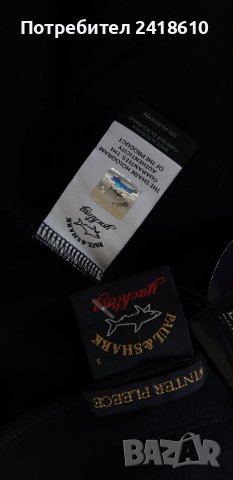 Потребител 2418610
THE SHARK HOLOGRAM
GUARANTEES THE
AUTHENTICITY
OF THE PRODUCT
PAUL & SHARK
yachting
yachting
PAUL & SHARK
S
WINTER FLEECE
BAZAR